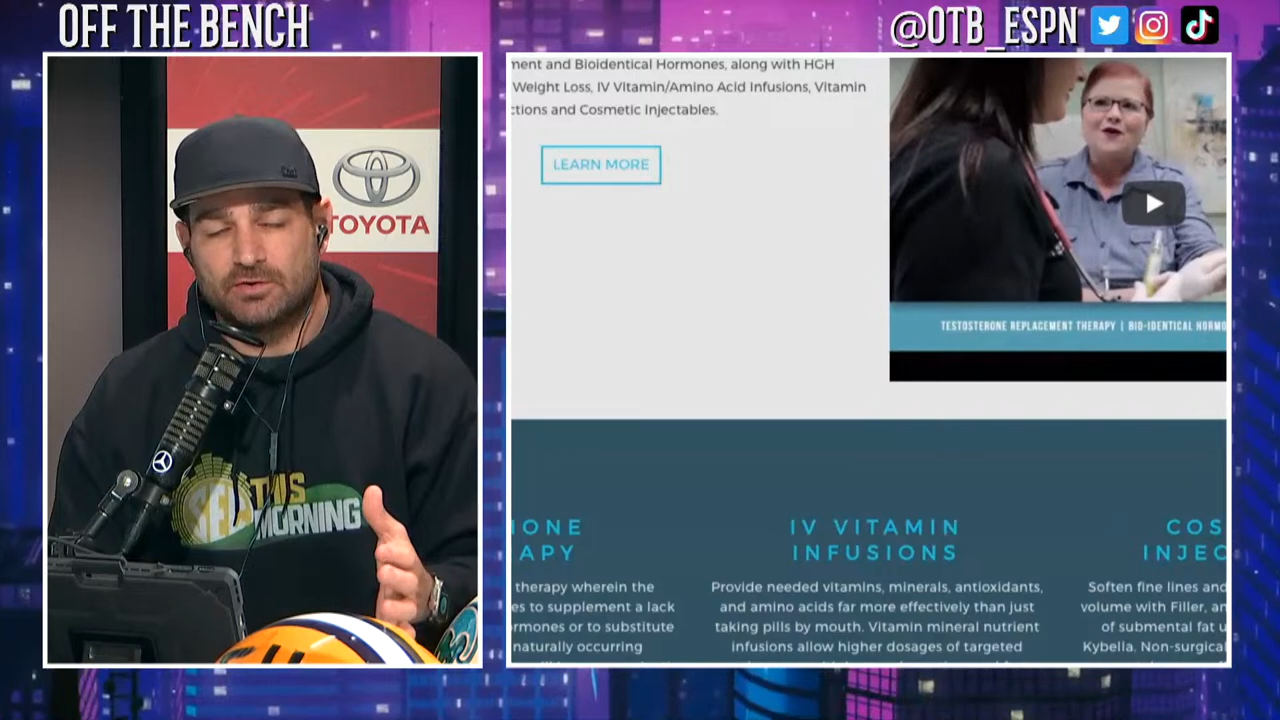 OFF THE BENCH
@OTB_ESPN
TOYOTA
THIS
MORNING
ment and Bioidentical Hormones, along with HGH
Weight Loss, IV Vitamin/Amino Acid Infusions, Vitamin
ctions and Cosmetic Injectables.
LEARN MORE
TESTOSTERONE REPLACEMENT THERAPY | BIO-IDENTICAL HORMO
IONE
APY
therapy wherein the
es to supplement a lack
rmones or to substitute
naturally occurring
IV VITAMIN
INFUSIONS
Provide needed vitamins, minerals, antioxidants,
and amino acids far more effectively than just
taking pills by mouth. Vitamin mineral nutrient
infusions allow higher dosages of targeted
COS
INJEC
Soften fine lines and
volume with Filler, an
of submental fat u
Kybella. Non-surgical